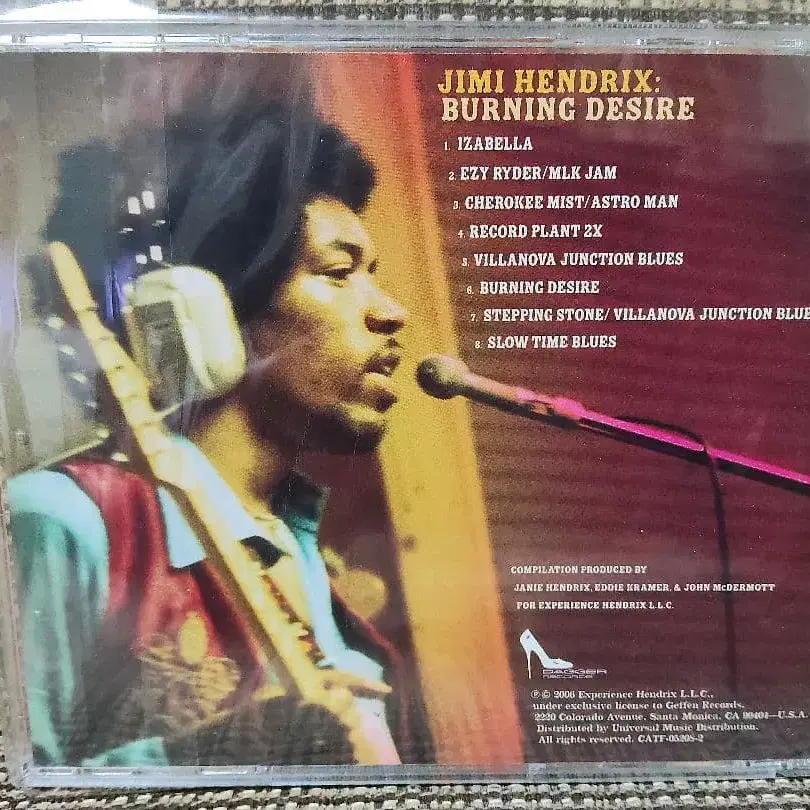 JIMI HENDRIX:
BURNING DESIRE
1. IZABELLA
2. EZY RYDER/MLK JAM
3. CHEROKEE MIST/ASTRO MAN
4. RECORD PLANT 2X
5. VILLANOVA JUNCTION BLUES
6. BURNING DESIRE
7. STEPPING STONE/ VILLANOVA JUNCTION BLUE
8. SLOW TIME BLUES
COMPILATION PRODUCED BY
JANIE HENDRIX, EDDIE KRAMER, & JOHN McDERMOTT
FOR EXPERIENCE HENDRIX L.L.C.
DAGGER
RECORDS
℗© 2006 Experience Hendrix L.L.C.,
under exclusive license to Geffen Records.
2220 Colorado Avenue, Santa Monica, CA 90404—U.S.A.
Distributed by Universal Music Distribution.
All rights reserved. CATF-05208-2